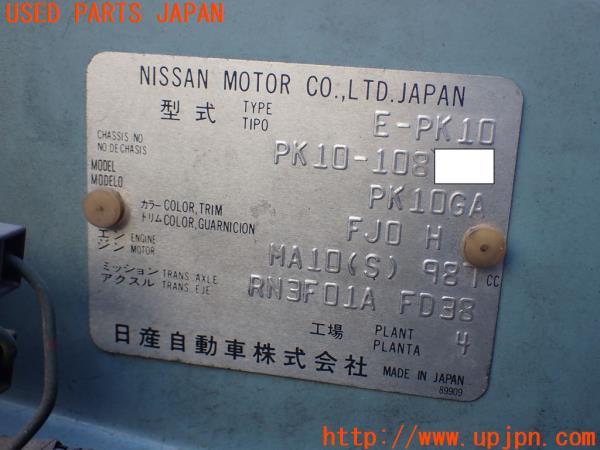 USED PARTS JAPAN
NISSAN MOTOR CO.,LTD.JAPAN
型式 TYPE TIPO E-PK10
CHASSIS NO NO DE CHASIS PK10-108
MODEL MODELO PK10GA
カラー COLOR, TRIM トリム COLOR, GUARNICION FJ0 H
エンジン ENGINE MOTOR MA10(S) 987 CC
ミッション アクスル TRANS. AXLE TRANS. EJE RN3F01A FD38
工場 PLANT PLANTA 4
日産自動車株式会社 MADE IN JAPAN
89909
http://www.upjpn.com